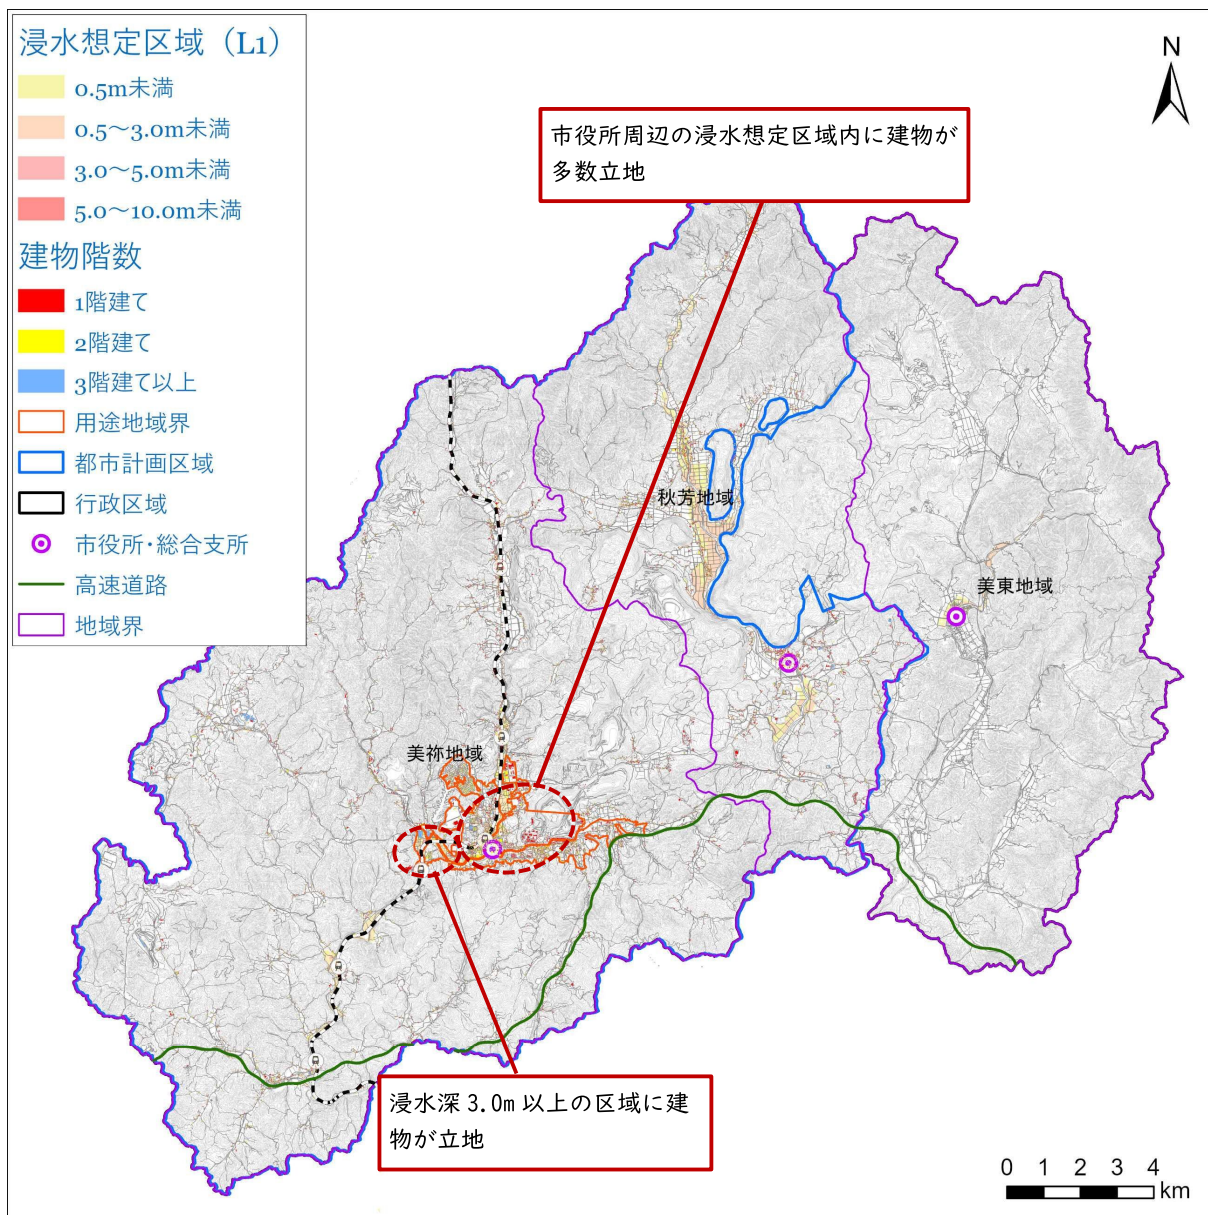 浸水想定区域（L1）
0.5m未満
0.5～3.0m未満
3.0～5.0m未満
5.0～10.0m未満
建物階数
1階建て
2階建て
3階建て以上
用途地域界
都市計画区域
行政区域
市役所・総合支所
高速道路
地域界
N
市役所周辺の浸水想定区域内に建物が
多数立地
秋芳地域
美東地域
美祢地域
浸水深 3.0m 以上の区域に建
物が立地
0 1 2 3 4
km